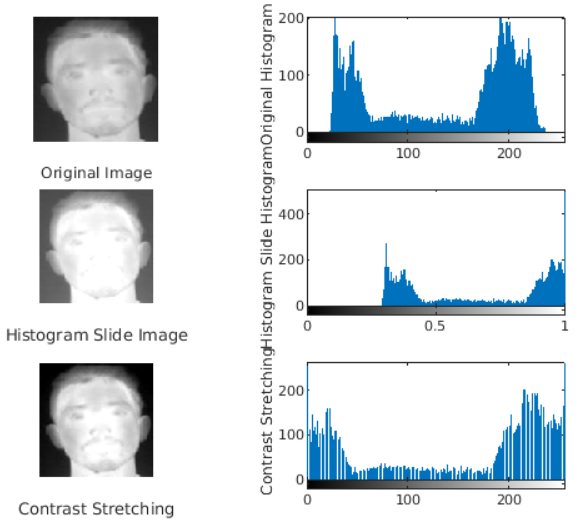 Original Histogram
200
100
0
0 100 200
Original Image
Histogram Slide Histogram
400
200
0
0 0.5 1
Histogram Slide Image
Contrast Stretching
200
100
0
0 100 200
Contrast Stretching